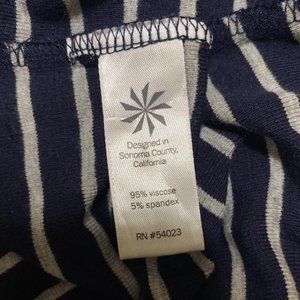 Designed in
Sonoma County,
California
95% viscose
5% spandex
RN #54023